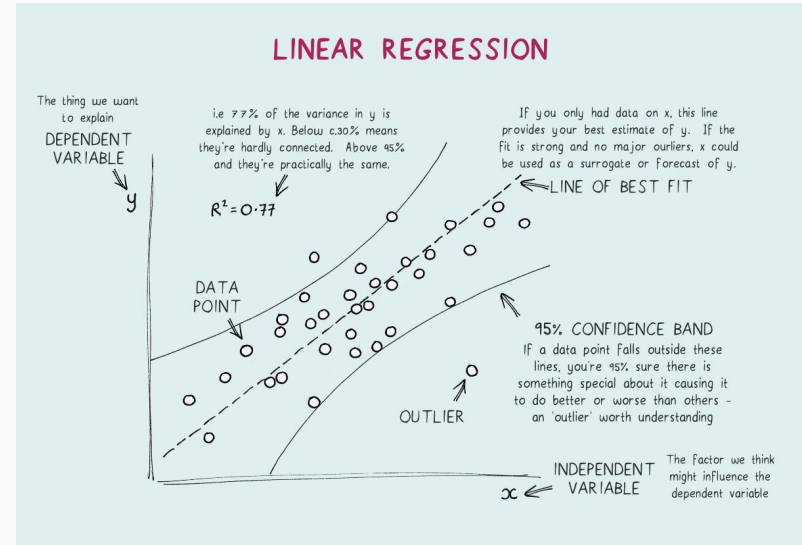 LINEAR REGRESSION
The thing we want
to explain
DEPENDENT
VARIABLE
y
i.e 77% of the variance in y is
explained by x. Below c.30% means
they're hardly connected. Above 95%
and they're practically the same.
R²=0.77
If you only had data on x, this line
provides your best estimate of y. If the
fit is strong and no major ourliers, x could
be used as a surrogate or forecast of y.
LINE OF BEST FIT
DATA
POINT
95% CONFIDENCE BAND
If a data point falls outside these
lines, you're 95% sure there is
something special about it causing it
to do better or worse than others -
an 'outlier' worth understanding
OUTLIER
INDEPENDENT
VARIABLE
x
The factor we think
might influence the
dependent variable